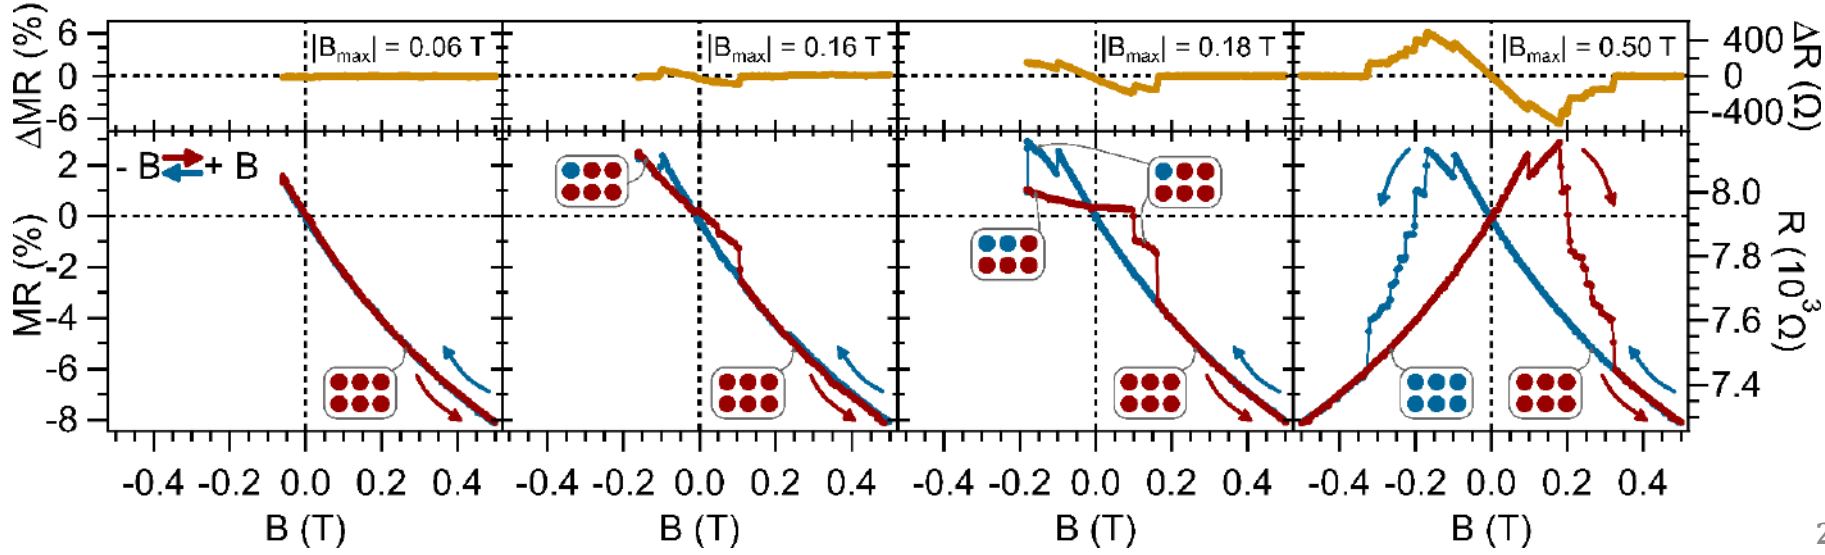 ΔMR (%)
6
0
-6
|Bmax| = 0.06 T
|Bmax| = 0.16 T
|Bmax| = 0.18 T
|Bmax| = 0.50 T
400
0
-400
ΔR (Ω)
MR (%)
2
0
-2
-4
-6
-8
- B + B
8.0
7.8
7.6
7.4
R (10³ Ω)
-0.4 -0.2 0.0 0.2 0.4
-0.4 -0.2 0.0 0.2 0.4
-0.4 -0.2 0.0 0.2 0.4
-0.4 -0.2 0.0 0.2 0.4
B (T)
B (T)
B (T)
B (T)